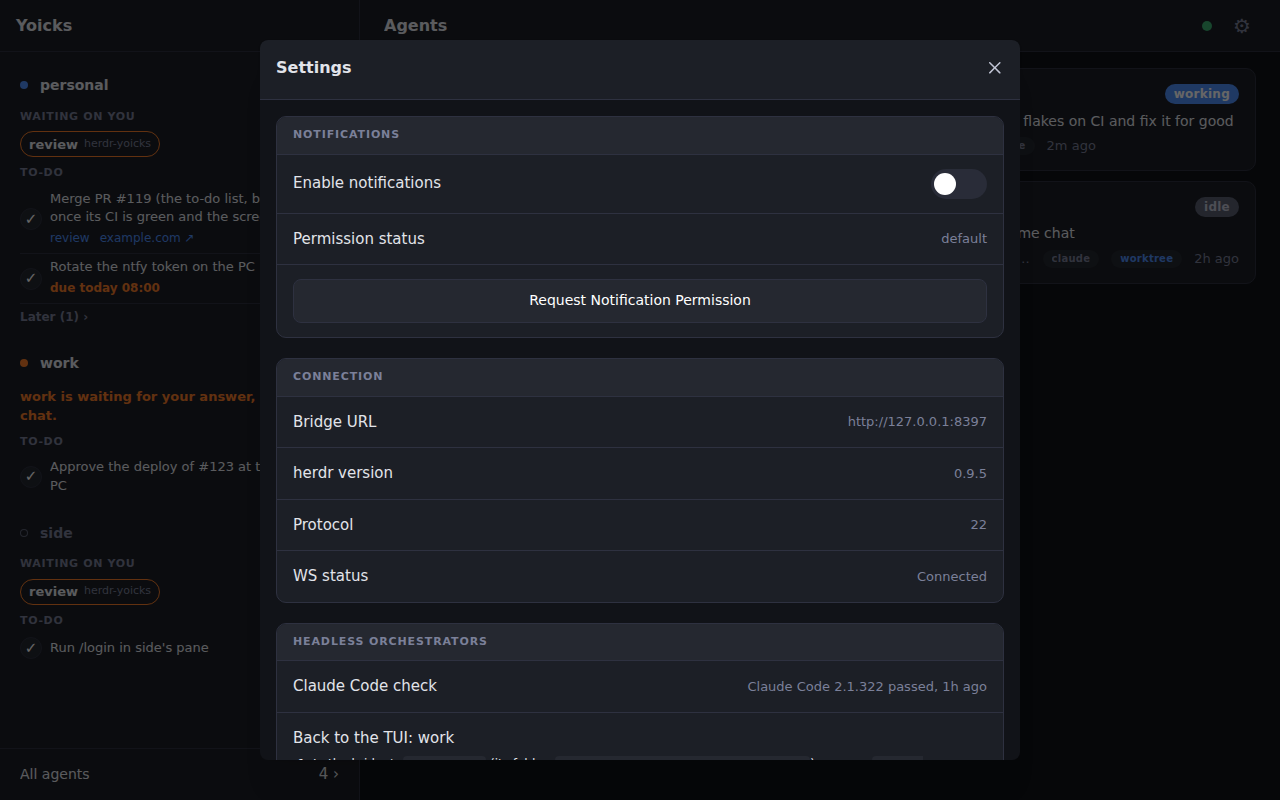 Yoicks
Agents
⚙
Settings
personal
WAITING ON YOU
review herdr-yoicks
TO-DO
✓ Merge PR #119 (the to-do list, b
once its CI is green and the scre
review example.com ↗
✓ Rotate the ntfy token on the PC
due today 08:00
Later (1) ›
work
work is waiting for your answer,
chat.
TO-DO
✓ Approve the deploy of #123 at t
PC
side
WAITING ON YOU
review herdr-yoicks
TO-DO
✓ Run /login in side's pane
All agents 4 ›
NOTIFICATIONS
Enable notifications
Permission status default
Request Notification Permission
CONNECTION
Bridge URL http://127.0.0.1:8397
herdr version 0.9.5
Protocol 22
WS status Connected
HEADLESS ORCHESTRATORS
Claude Code check Claude Code 2.1.322 passed, 1h ago
Back to the TUI: work
working
flakes on CI and fix it for good
e 2m ago
idle
me chat
… claude worktree 2h ago